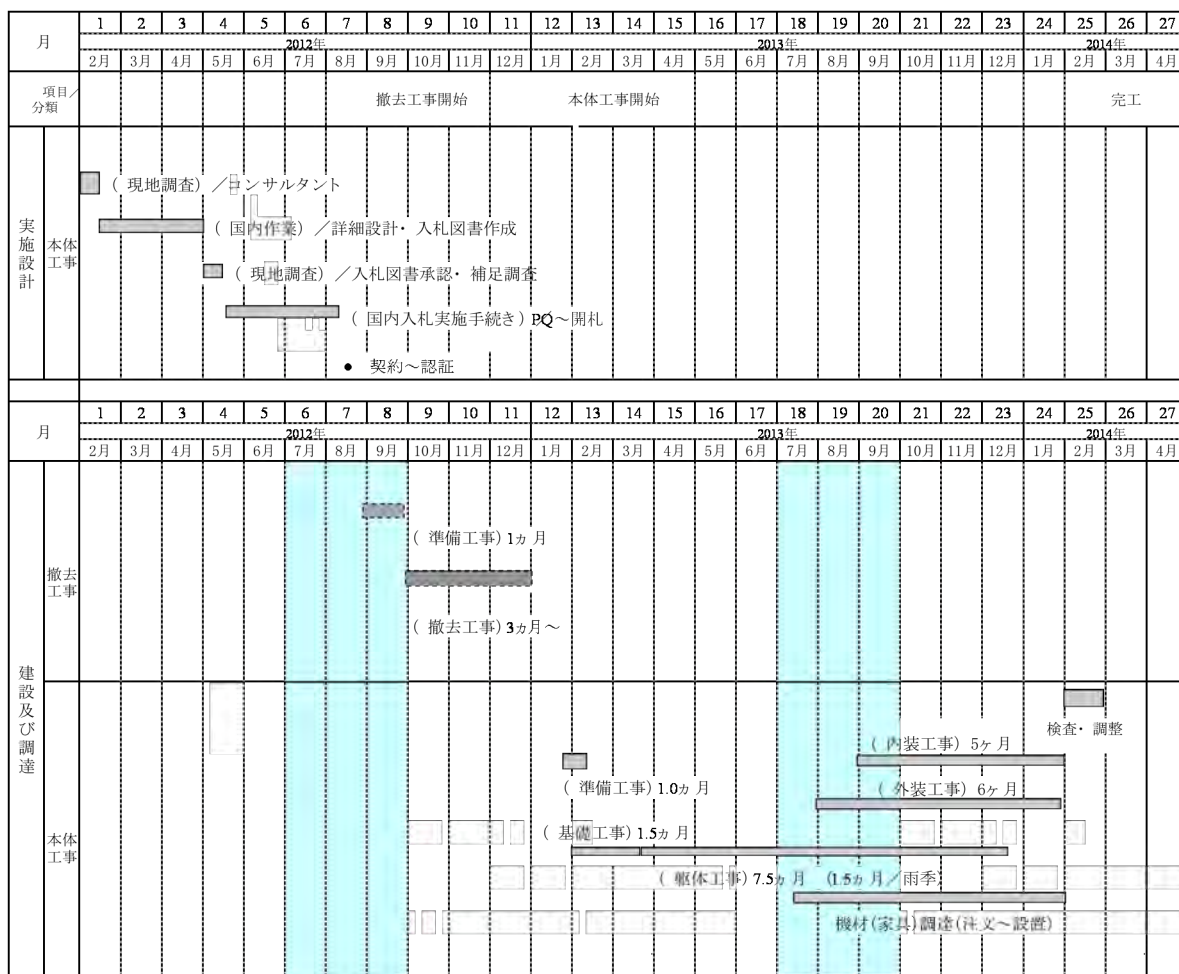 月
1 2 3 4 5 6 7 8 9 10 11 12 13 14 15 16 17 18 19 20 21 22 23 24 25 26 27
2012年 2013年 2014年
2月 3月 4月 5月 6月 7月 8月 9月 10月 11月 12月 1月 2月 3月 4月 5月 6月 7月 8月 9月 10月 11月 12月 1月 2月 3月 4月
項目／
分類
撤去工事開始 本体工事開始 完工
実施設計
本体
工事
( 現地調査) ／コンサルタント
( 国内作業) ／詳細設計・ 入札図書作成
( 現地調査) ／入札図書承認・ 補足調査
( 国内入札実施手続き) PQ～開札
● 契約～認証
月
1 2 3 4 5 6 7 8 9 10 11 12 13 14 15 16 17 18 19 20 21 22 23 24 25 26 27
2012年 2013年 2014年
2月 3月 4月 5月 6月 7月 8月 9月 10月 11月 12月 1月 2月 3月 4月 5月 6月 7月 8月 9月 10月 11月 12月 1月 2月 3月 4月
建設及び調達
撤去
工事
( 準備工事) 1ヵ月
( 撤去工事) 3ヵ月～
本体
工事
検査・ 調整
( 内装工事) 5ヶ月
( 準備工事) 1.0ヵ月
( 外装工事) 6ヶ月
( 基礎工事) 1.5ヵ月
( 躯体工事) 7.5ヵ月 (1.5ヵ月／雨季)
機材(家具)調達(注文～設置)